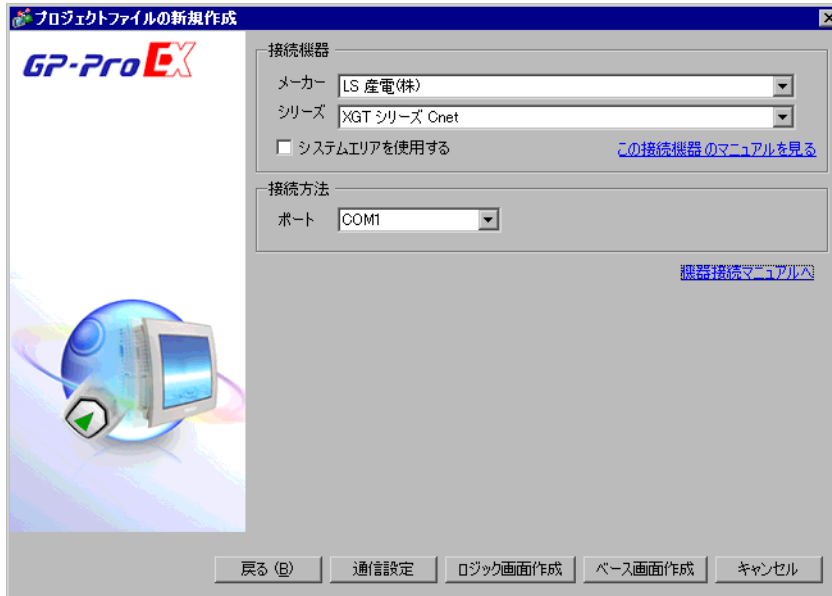 プロジェクトファイルの新規作成
GP-Pro EX
接続機器
メーカー LS 産電(株)
シリーズ XGT シリーズ Cnet
システムエリアを使用する この接続機器のマニュアルを見る
接続方法
ポート COM1
機器接続マニュアルへ
戻る (B) 通信設定 ロジック画面作成 ベース画面作成 キャンセル